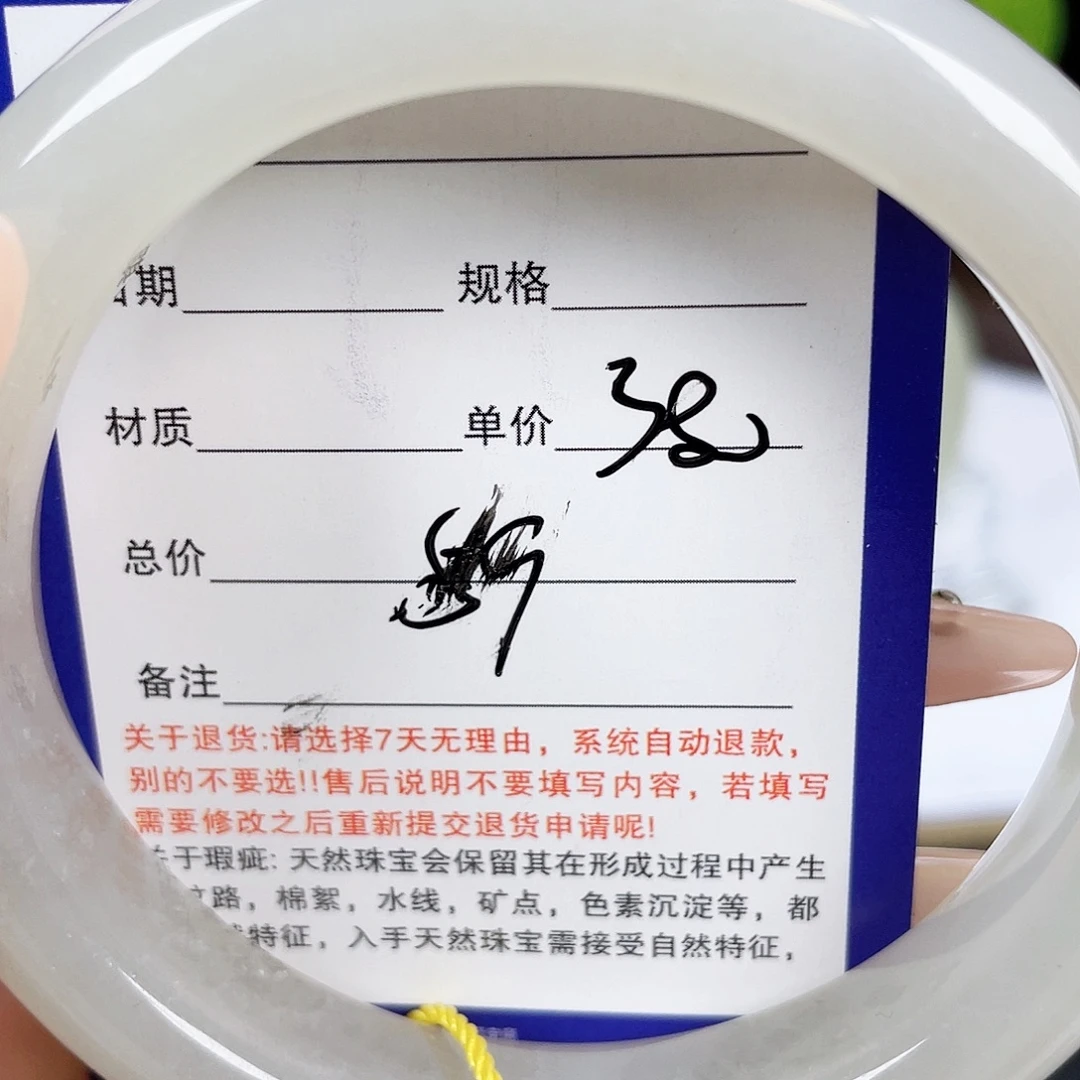 期 规格
材质 单价
总价
备注
关于退货:请选择7天无理由，系统自动退款，
别的不要选!!售后说明不要填写内容，若填写
需要修改之后重新提交退货申请呢!
关于瑕疵: 天然珠宝会保留其在形成过程中产生
纹路，棉絮，水线，矿点，色素沉淀等，都
特征，入手天然珠宝需接受自然特征，